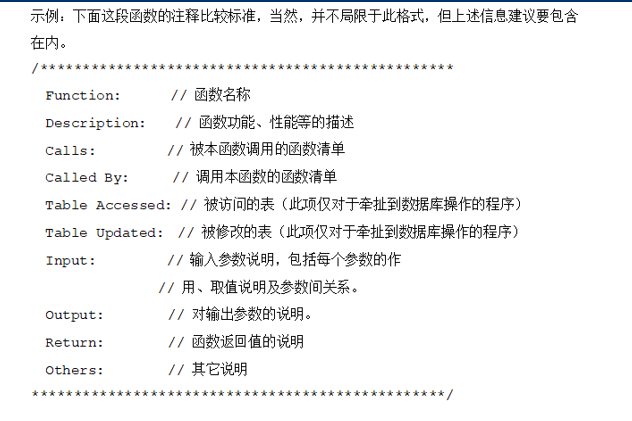 示例：下面这段函数的注释比较标准，当然，并不局限于此格式，但上述信息建议要包含
在内。
/*************************************************
Function: // 函数名称
Description: // 函数功能、性能等的描述
Calls: // 被本函数调用的函数清单
Called By: // 调用本函数的函数清单
Table Accessed: // 被访问的表（此项仅对于牵扯到数据库操作的程序）
Table Updated: // 被修改的表（此项仅对于牵扯到数据库操作的程序）
Input: // 输入参数说明，包括每个参数的作
// 用、取值说明及参数间关系。
Output: // 对输出参数的说明。
Return: // 函数返回值的说明
Others: // 其它说明
*************************************************/